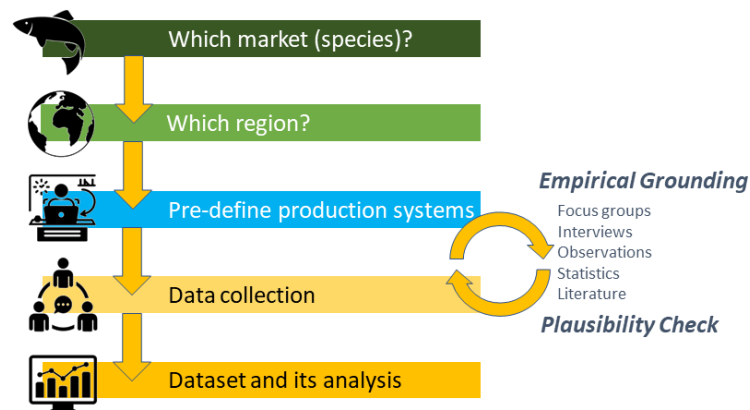 Which market (species)?
Which region?
Pre-define production systems
Empirical Grounding
Focus groups
Interviews
Observations
Statistics
Literature
Plausibility Check
Data collection
Dataset and its analysis